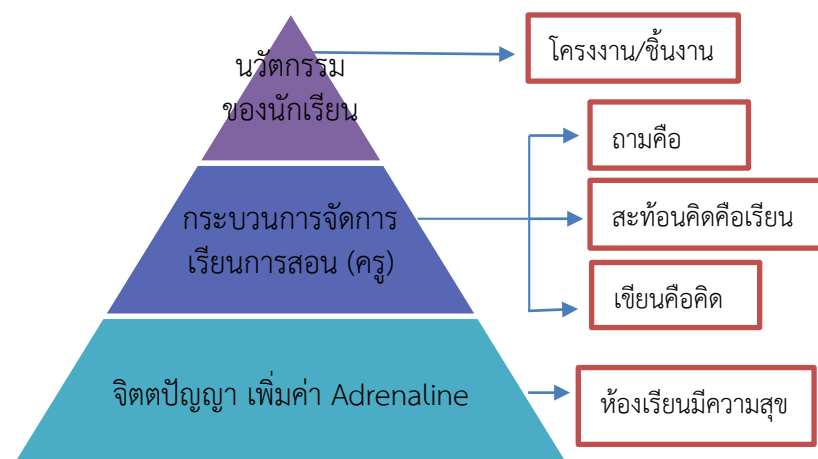 นวัตกรรม
ของนักเรียน
โครงงาน/ชิ้นงาน
กระบวนการจัดการ
เรียนการสอน (ครู)
ถามคือ
สะท้อนคิดคือเรียน
เขียนคือคิด
จิตตปัญญา เพิ่มค่า Adrenaline
ห้องเรียนมีความสุข